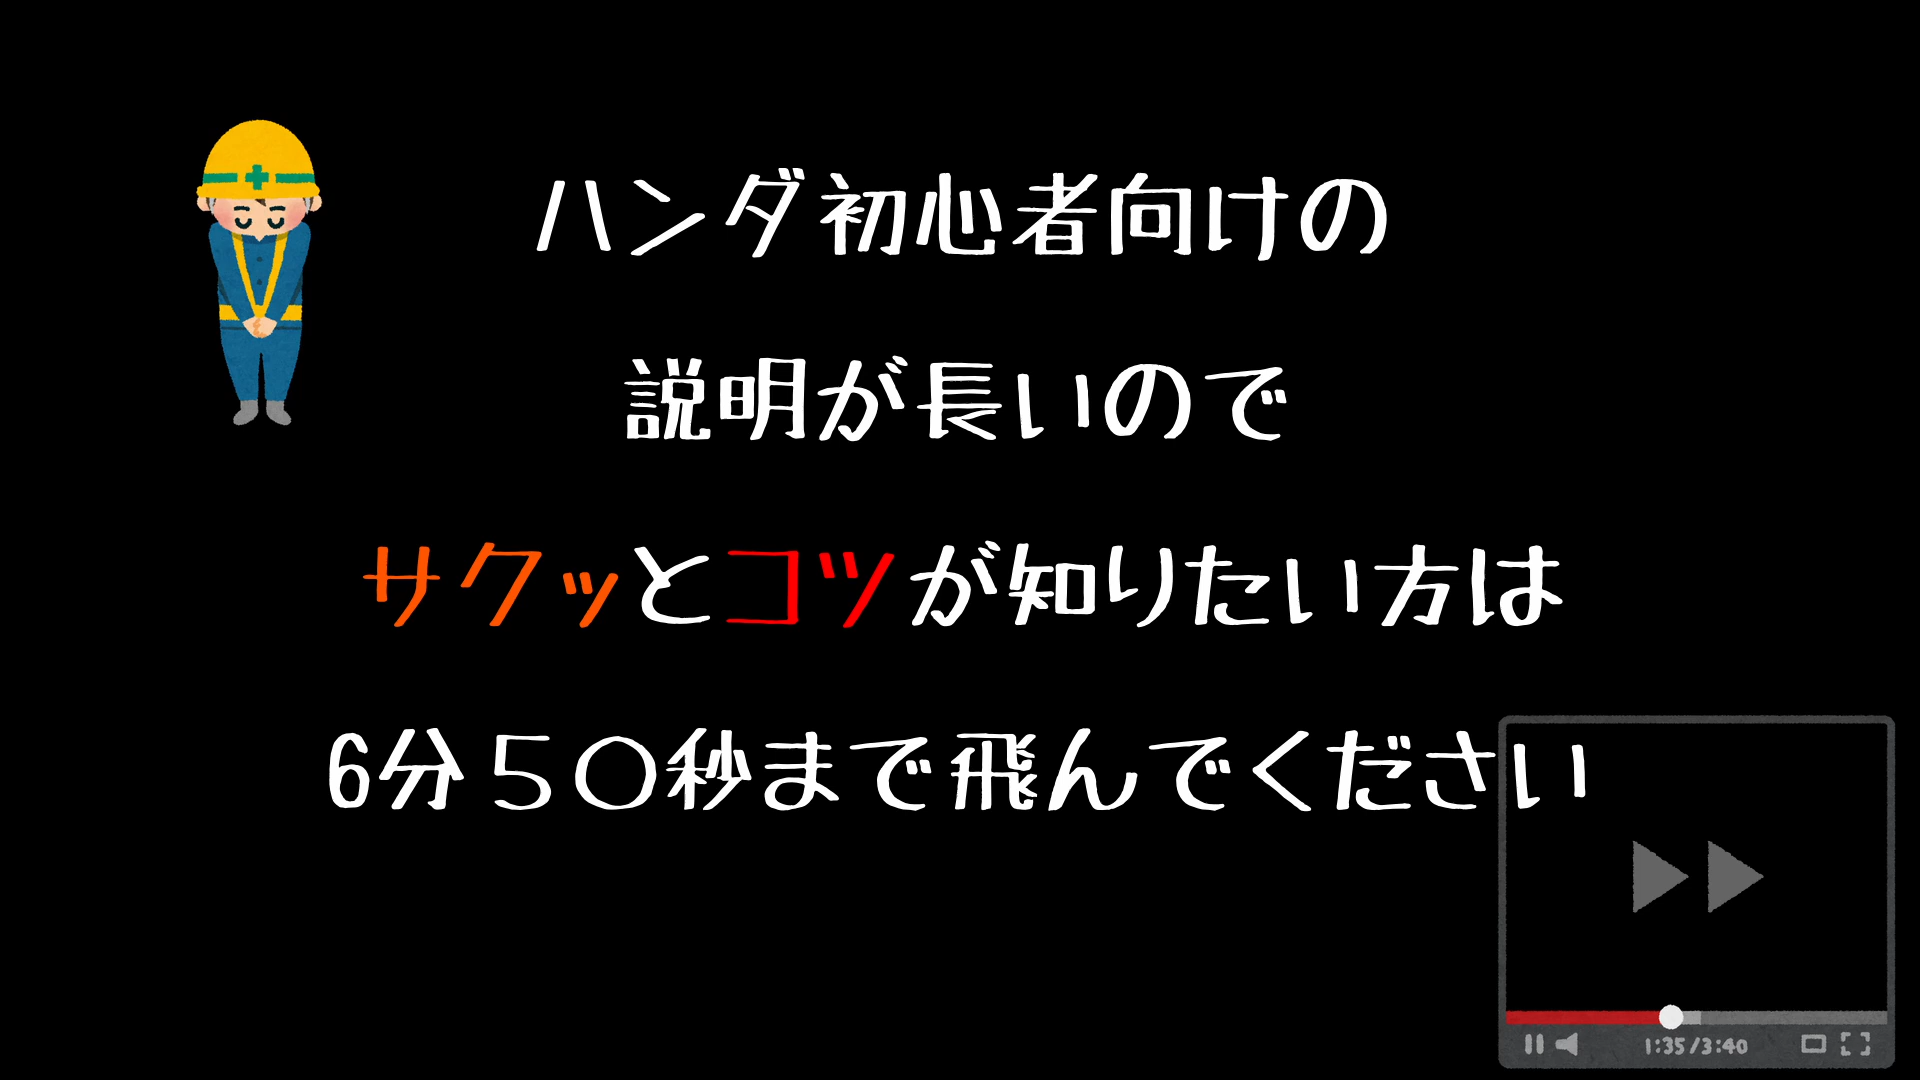 ハンダ初心者向けの
説明が長いので
サクッとコツが知りたい方は
6分５０秒まで飛んでください
1:35/3:40